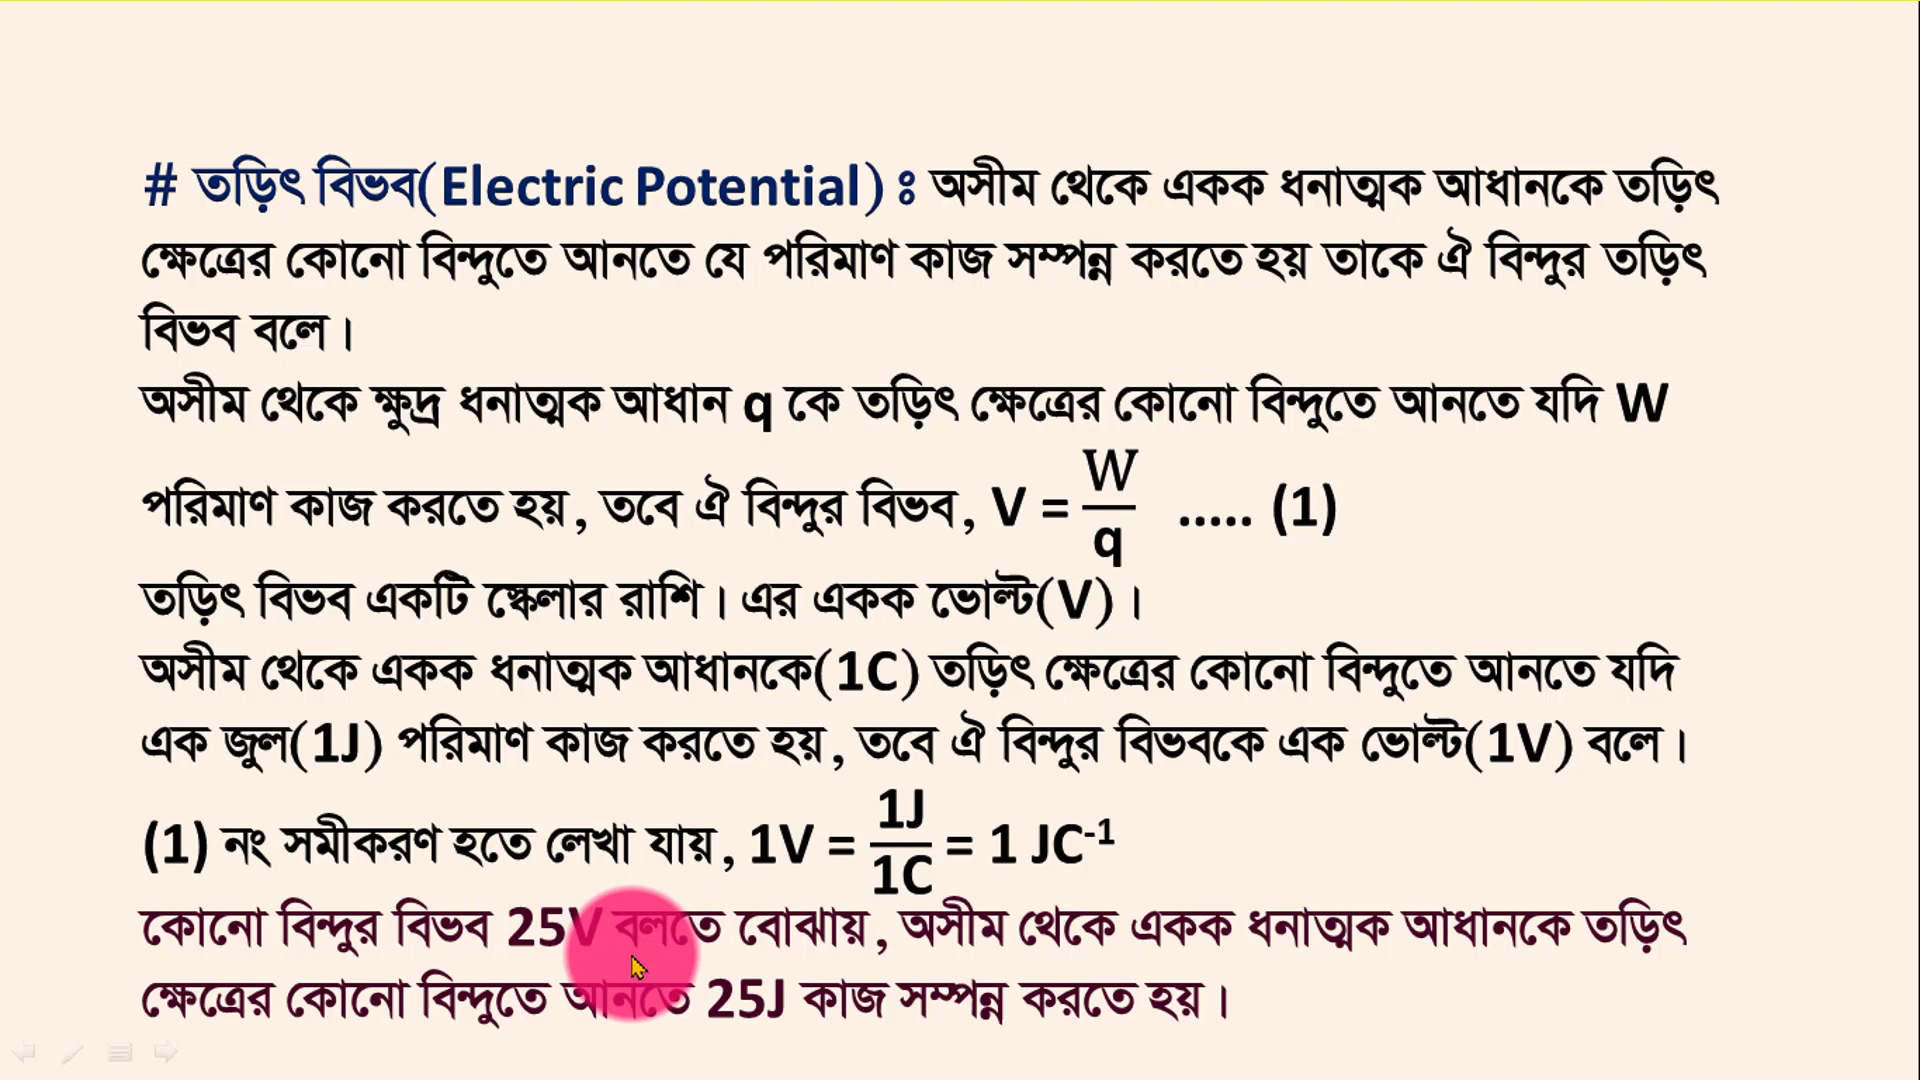 # তড়িৎ বিভব(Electric Potential) ঃ অসীম থেকে একক ধনাত্মক আধানকে তড়িৎ
ক্ষেত্রের কোনো বিন্দুতে আনতে যে পরিমাণ কাজ সম্পন্ন করতে হয় তাকে ঐ বিন্দুর তড়িৎ
বিভব বলে।
অসীম থেকে ক্ষুদ্র ধনাত্মক আধান q কে তড়িৎ ক্ষেত্রের কোনো বিন্দুতে আনতে যদি W
পরিমাণ কাজ করতে হয়, তবে ঐ বিন্দুর বিভব, V = W/q ..... (1)
তড়িৎ বিভব একটি স্কেলার রাশি। এর একক ভোল্ট(V)।
অসীম থেকে একক ধনাত্মক আধানকে(1C) তড়িৎ ক্ষেত্রের কোনো বিন্দুতে আনতে যদি
এক জুল(1J) পরিমাণ কাজ করতে হয়, তবে ঐ বিন্দুর বিভবকে এক ভোল্ট(1V) বলে।
(1) নং সমীকরণ হতে লেখা যায়, 1V = 1J/1C = 1 JC⁻¹
কোনো বিন্দুর বিভব 25V বলতে বোঝায়, অসীম থেকে একক ধনাত্মক আধানকে তড়িৎ
ক্ষেত্রের কোনো বিন্দুতে আনতে 25J কাজ সম্পন্ন করতে হয়।